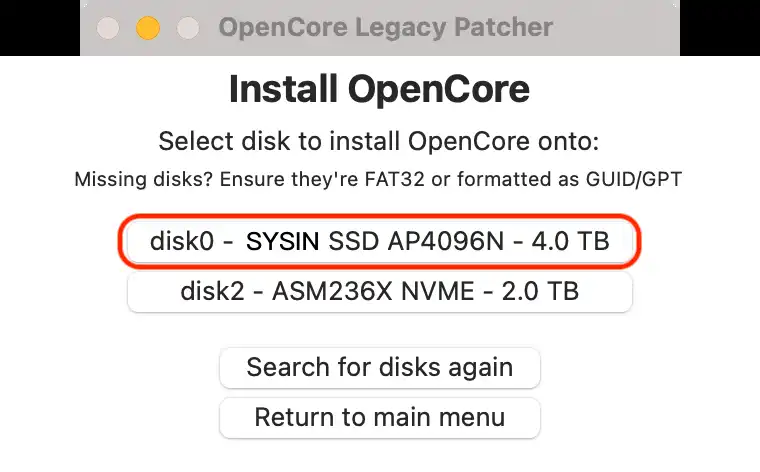 OpenCore Legacy Patcher
Install OpenCore
Select disk to install OpenCore onto:
Missing disks? Ensure they're FAT32 or formatted as GUID/GPT
disk0 - SYSIN SSD AP4096N - 4.0 TB
disk2 - ASM236X NVME - 2.0 TB
Search for disks again
Return to main menu